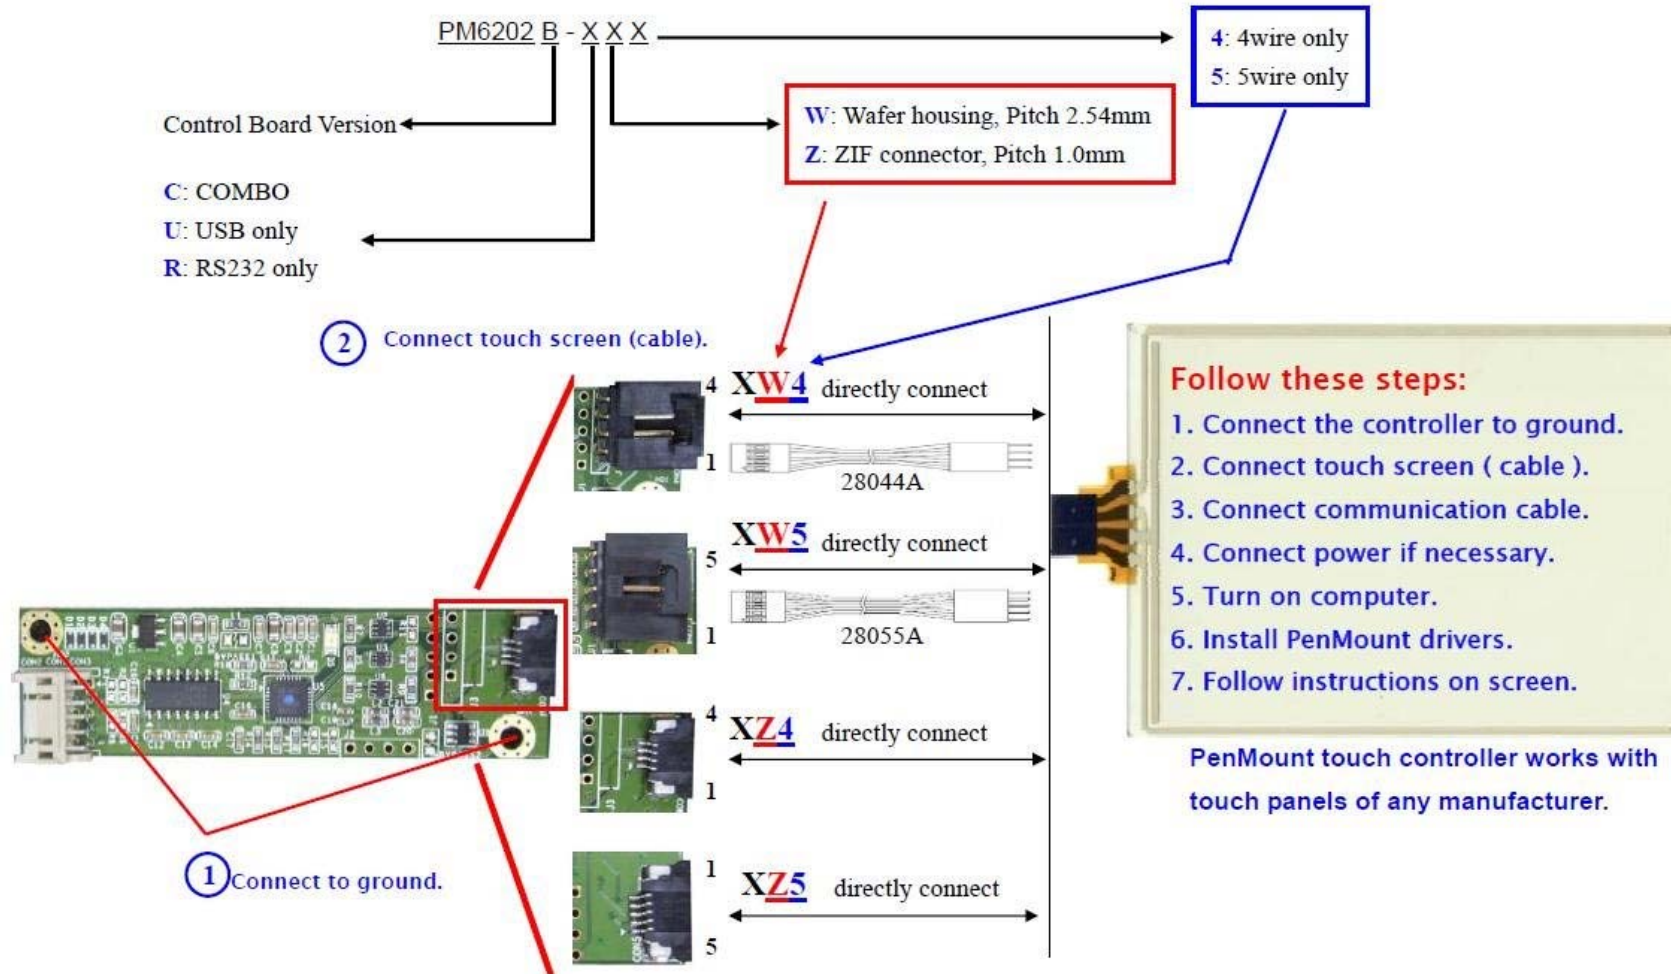 PM6202 B - X X X
4: 4wire only
5: 5wire only
Control Board Version
W: Wafer housing, Pitch 2.54mm
Z: ZIF connector, Pitch 1.0mm
C: COMBO
U: USB only
R: RS232 only
2 Connect touch screen (cable).
4
XW4 directly connect
1
28044A
XW5 directly connect
5
1
28055A
4
XZ4 directly connect
1
1
XZ5 directly connect
5
1 Connect to ground.
Follow these steps:
1. Connect the controller to ground.
2. Connect touch screen ( cable ).
3. Connect communication cable.
4. Connect power if necessary.
5. Turn on computer.
6. Install PenMount drivers.
7. Follow instructions on screen.
PenMount touch controller works with
touch panels of any manufacturer.